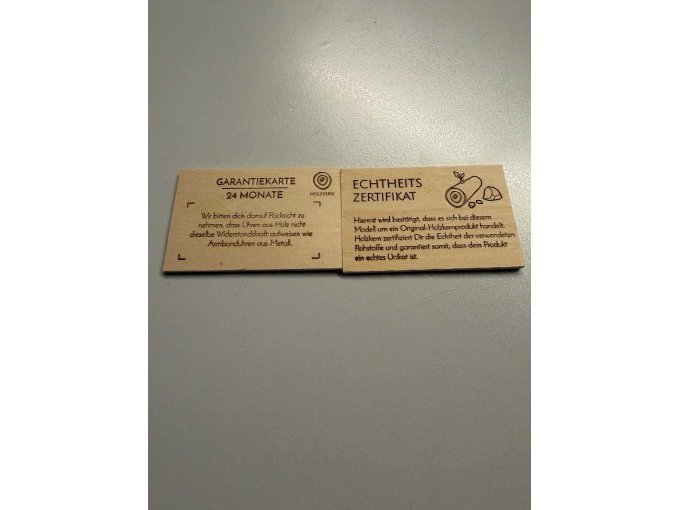 GARANTIEKARTE
24 MONATE
HOLZKERN
Wir bitten dich darauf Rücksicht zu
nehmen, dass Uhren aus Holz nicht
dieselbe Widerstandskraft aufweisen wie
Armbanduhren aus Metall.
ECHTHEITS
ZERTIFIKAT
Hiermit wird bestätigt, dass es sich bei diesem
Modell um ein Original-Holzkernprodukt handelt.
Holzkern zertifiziert Dir die Echtheit der verwendeten
Rohstoffe und garantiert somit, dass dein Produkt
ein echtes Unikat ist.